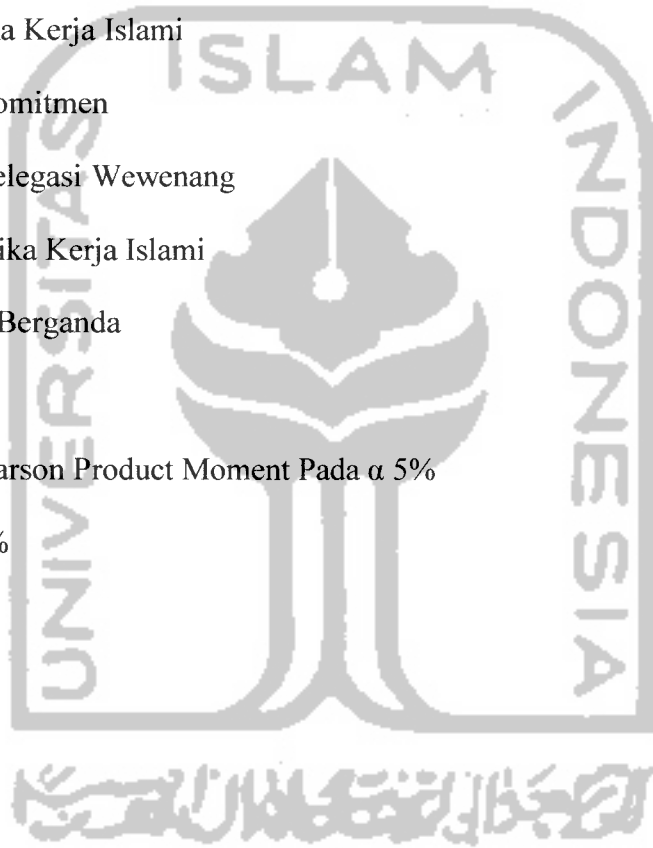 a Kerja Islami
omitmen
elegasi Wewenang
ika Kerja Islami
Berganda
arson Product Moment Pada α 5%
%
UNIVERSITAS
ISLAM
INDONESIA